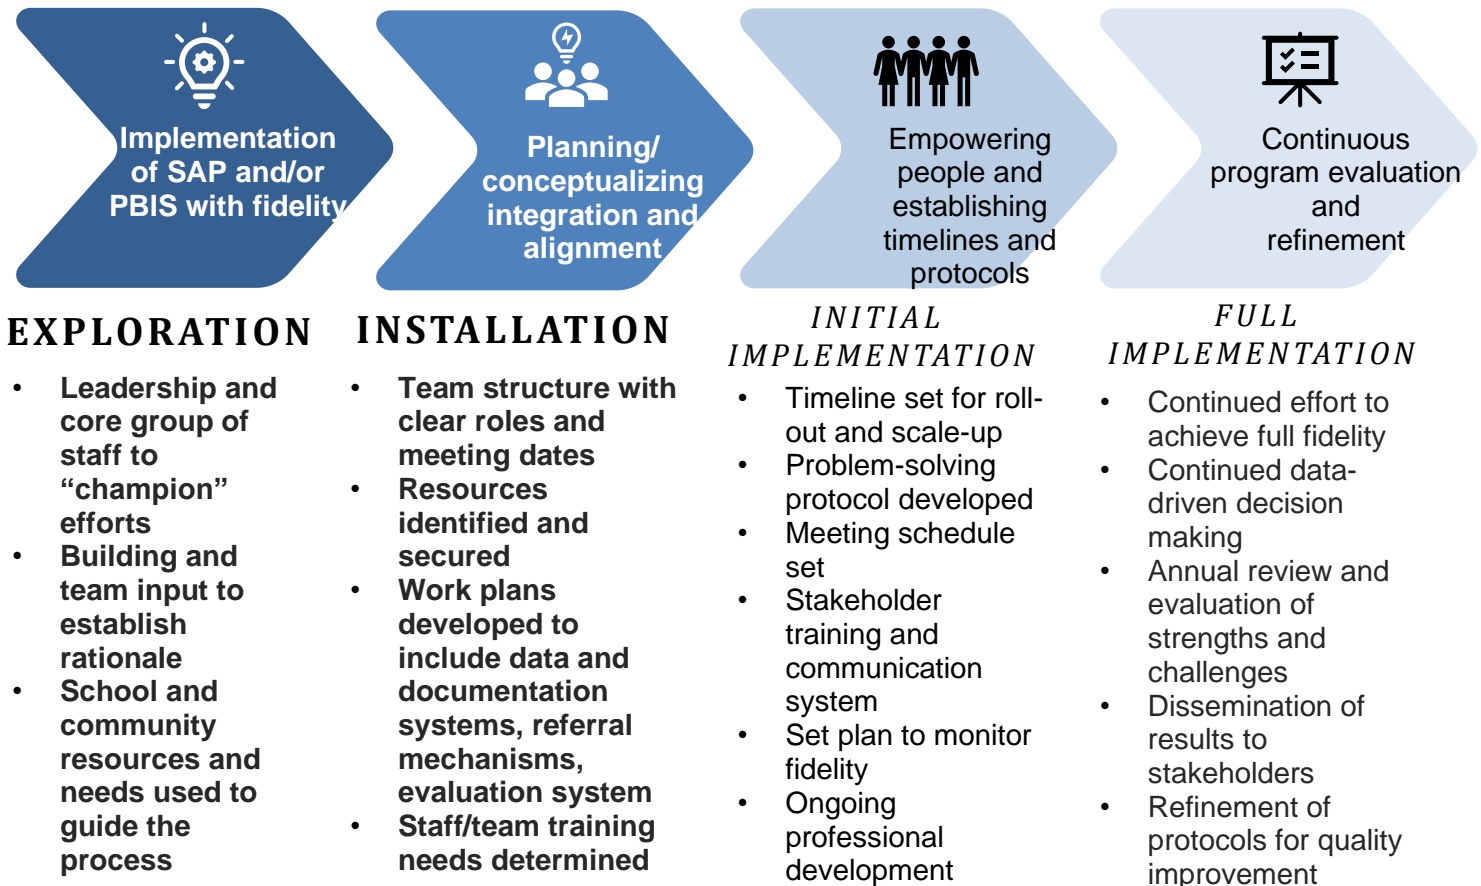 Implementation
of SAP and/or
PBIS with fidelity
Planning/
conceptualizing
integration and
alignment
Empowering
people and
establishing
timelines and
protocols
Continuous
program evaluation
and
refinement
EXPLORATION
• Leadership and
core group of
staff to
“champion”
efforts
• Building and
team input to
establish
rationale
• School and
community
resources and
needs used to
guide the
process
INSTALLATION
• Team structure with
clear roles and
meeting dates
• Resources
identified and
secured
• Work plans
developed to
include data and
documentation
systems, referral
mechanisms,
evaluation system
• Staff/team training
needs determined
INITIAL
IMPLEMENTATION
• Timeline set for roll-
out and scale-up
• Problem-solving
protocol developed
• Meeting schedule
set
• Stakeholder
training and
communication
system
• Set plan to monitor
fidelity
• Ongoing
professional
development
FULL
IMPLEMENTATION
• Continued effort to
achieve full fidelity
• Continued data-
driven decision
making
• Annual review and
evaluation of
strengths and
challenges
• Dissemination of
results to
stakeholders
• Refinement of
protocols for quality
improvement